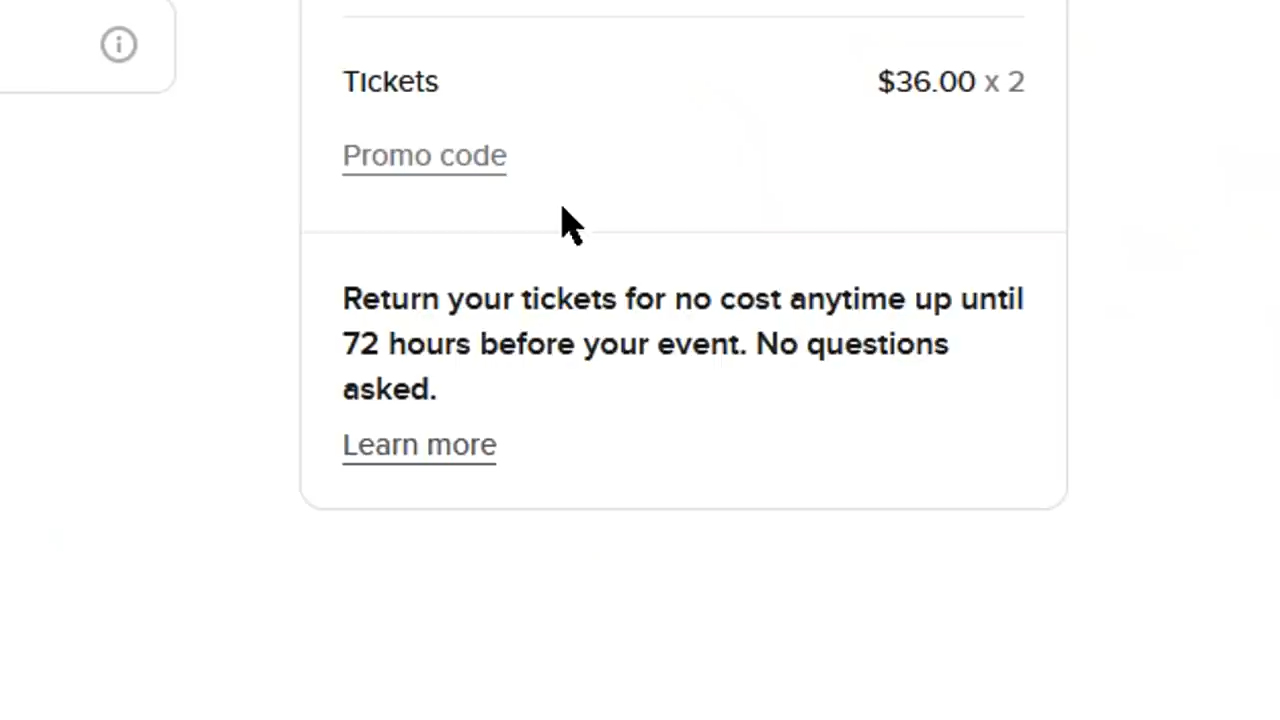 Tickets $36.00 x 2
Promo code
Return your tickets for no cost anytime up until
72 hours before your event. No questions
asked.
Learn more